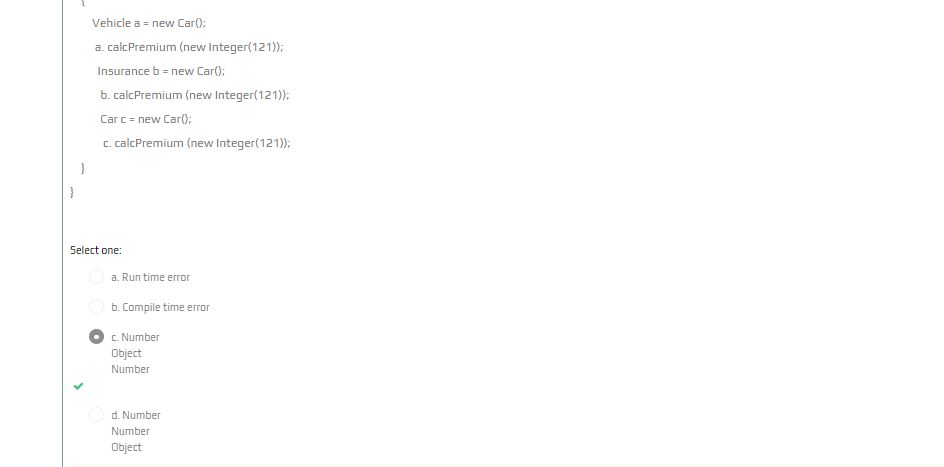 {
Vehicle a = new Car();
a. calcPremium (new Integer(121));
Insurance b = new Car();
b. calcPremium (new Integer(121));
Car c = new Car();
c. calcPremium (new Integer(121));
}
}
Select one:
a. Run time error
b. Compile time error
c. Number
Object
Number
d. Number
Number
Object